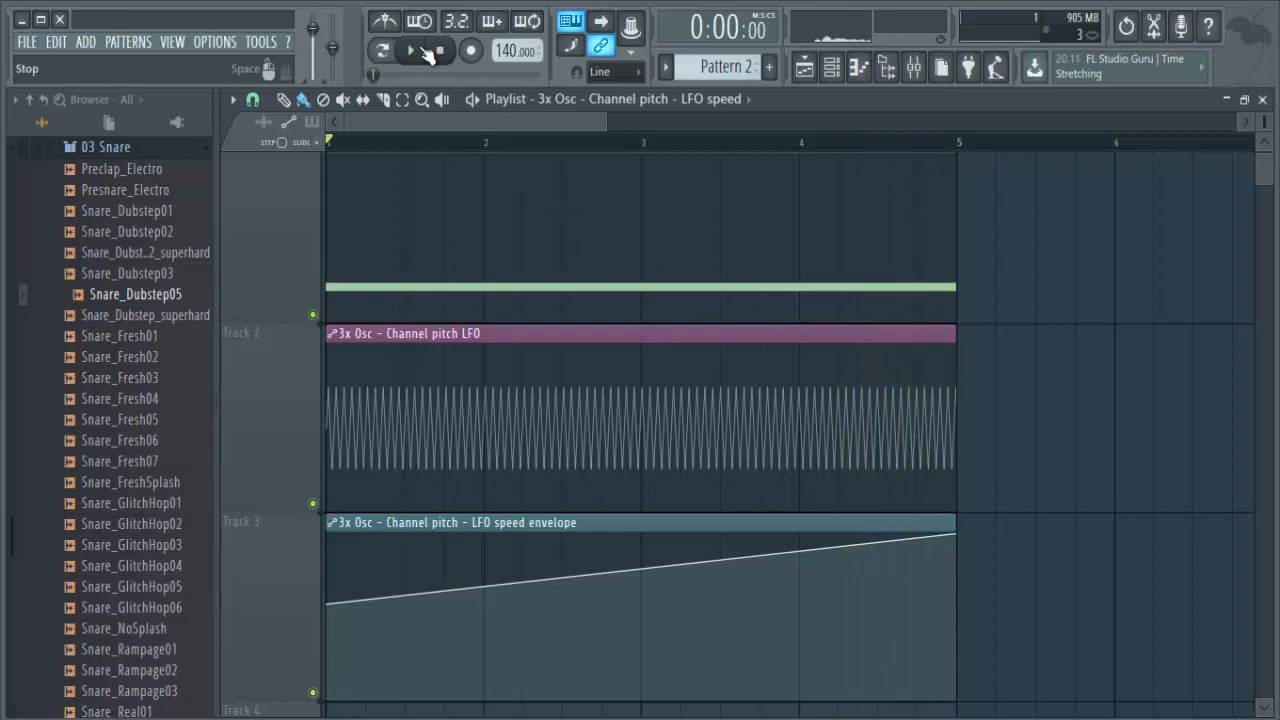 3.2
FILE EDIT ADD PATTERNS VIEW OPTIONS TOOLS ?
Stop
Space
140.000
Line
0:00:00
M:S:CS
Pattern 2
1
905 MB
3
20.11 FL Studio Guru | Time
Stretching
Browser - All
Playlist - 3x Osc - Channel pitch - LFO speed
STEP
SLIDE
2
3
4
5
6
03 Snare
Preclap_Electro
Presnare_Electro
Snare_Dubstep01
Snare_Dubstep02
Snare_Dubst..2_superhard
Snare_Dubstep03
Snare_Dubstep05
Snare_Dubstep_superhard
Snare_Fresh01
Snare_Fresh02
Snare_Fresh03
Snare_Fresh04
Snare_Fresh05
Snare_Fresh06
Snare_Fresh07
Snare_FreshSplash
Snare_GlitchHop01
Snare_GlitchHop02
Snare_GlitchHop03
Snare_GlitchHop04
Snare_GlitchHop05
Snare_GlitchHop06
Snare_NoSplash
Snare_Rampage01
Snare_Rampage02
Snare_Rampage03
Snare_Real01
Track 2
3x Osc - Channel pitch LFO
Track 3
3x Osc - Channel pitch - LFO speed envelope
Track 4